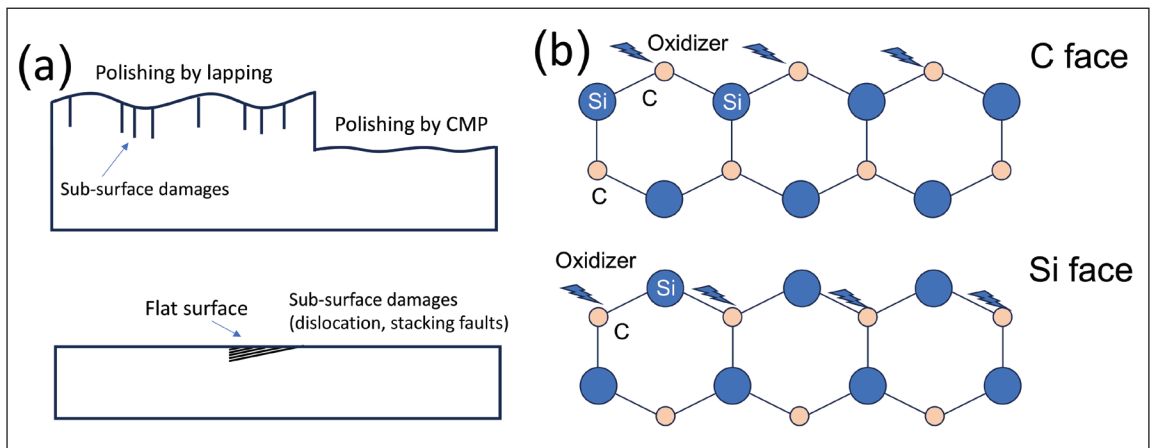 (a)
Polishing by lapping
Polishing by CMP
Sub-surface damages
Flat surface
Sub-surface damages
(dislocation, stacking faults)
(b)
Oxidizer
C face
Si
C
Si
C
Oxidizer
Si face
Si
C